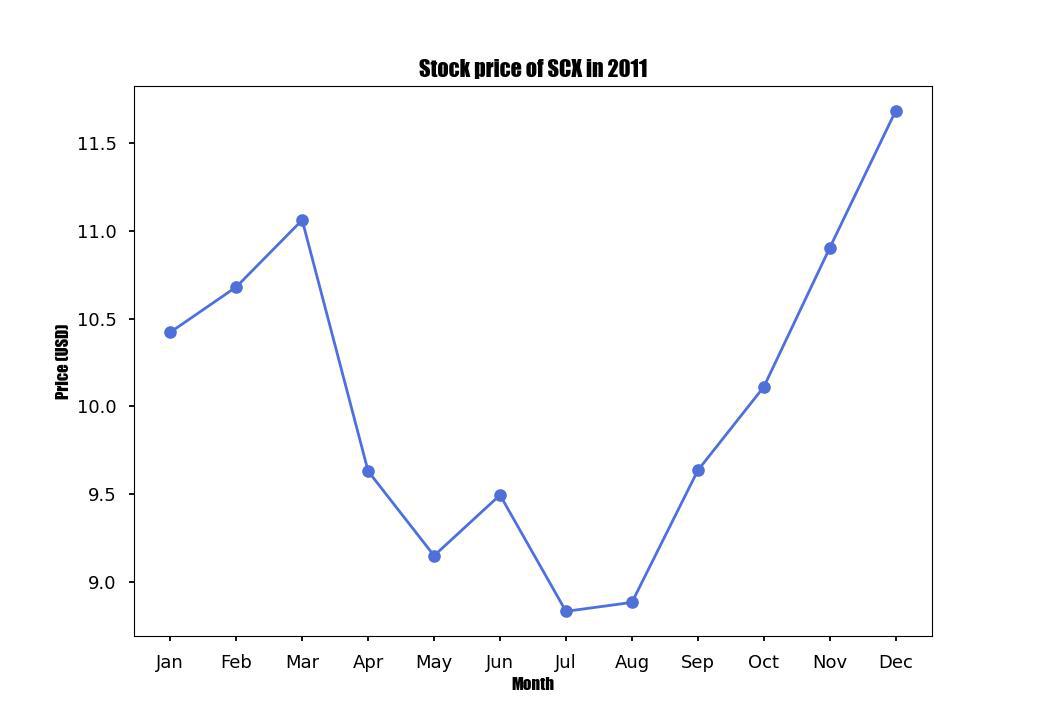 Stock price of SCX in 2011
11.5
11.0
10.5
10.0
9.5
9.0
Price (USD)
Jan Feb Mar Apr May Jun Jul Aug Sep Oct Nov Dec
Month